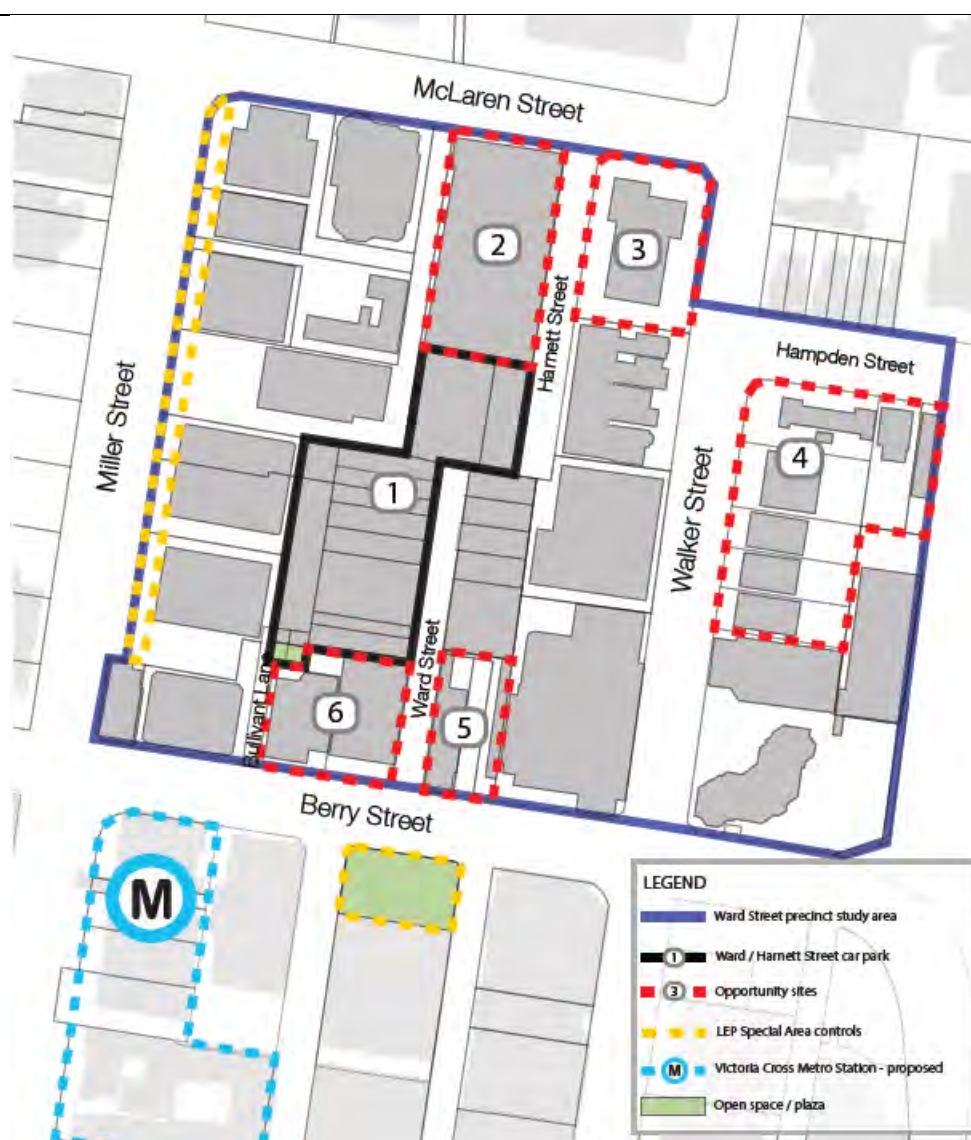 McLaren Street
2
3
Harnett Street
Hampden Street
Miller Street
1
4
Walker Street
Ward Street
Bullivant Lane
6
5
Berry Street
M
LEGEND
Ward Street precinct study area
1 Ward / Harnett Street car park
3 Opportunity sites
LEP Special Area controls
M Victoria Cross Metro Station - proposed
Open space / plaza